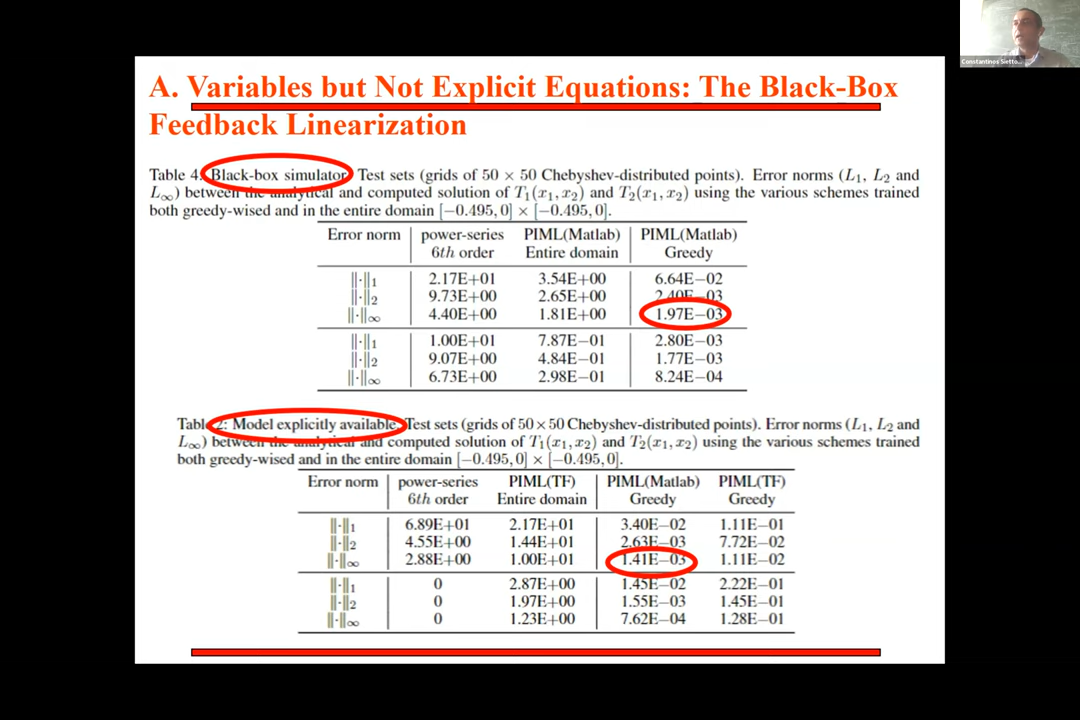 Constantinos Sietto...
A. Variables but Not Explicit Equations: The Black-Box
Feedback Linearization
Table 4: Black-box simulator. Test sets (grids of 50 × 50 Chebyshev-distributed points). Error norms (L₁, L₂ and
L∞) between the analytical and computed solution of T₁(x₁, x₂) and T₂(x₁, x₂) using the various schemes trained
both greedy-wised and in the entire domain [−0.495, 0] × [−0.495, 0].
Error norm power-series PIML(Matlab) PIML(Matlab)
6th order Entire domain Greedy
||·||₁ 2.17E+01 3.54E+00 6.64E−02
||·||₂ 9.73E+00 2.65E+00 2.40E−03
||·||∞ 4.40E+00 1.81E+00 1.97E−03
||·||₁ 1.00E+01 7.87E−01 2.80E−03
||·||₂ 9.07E+00 4.84E−01 1.77E−03
||·||∞ 6.73E+00 2.98E−01 8.24E−04
Table 2: Model explicitly available. Test sets (grids of 50×50 Chebyshev-distributed points). Error norms (L₁, L₂ and
L∞) between the analytical and computed solution of T₁(x₁, x₂) and T₂(x₁, x₂) using the various schemes trained
both greedy-wised and in the entire domain [−0.495, 0] × [−0.495, 0].
Error norm power-series PIML(TF) PIML(Matlab) PIML(TF)
6th order Entire domain Greedy Greedy
||·||₁ 6.89E+01 2.17E+01 3.40E−02 1.11E−01
||·||₂ 4.55E+00 1.44E+01 2.63E−03 7.72E−02
||·||∞ 2.88E+00 1.00E+01 1.41E−03 1.11E−02
||·||₁ 0 2.87E+00 1.45E−02 2.22E−01
||·||₂ 0 1.97E+00 1.55E−03 1.45E−01
||·||∞ 0 1.23E+00 7.62E−04 1.28E−01